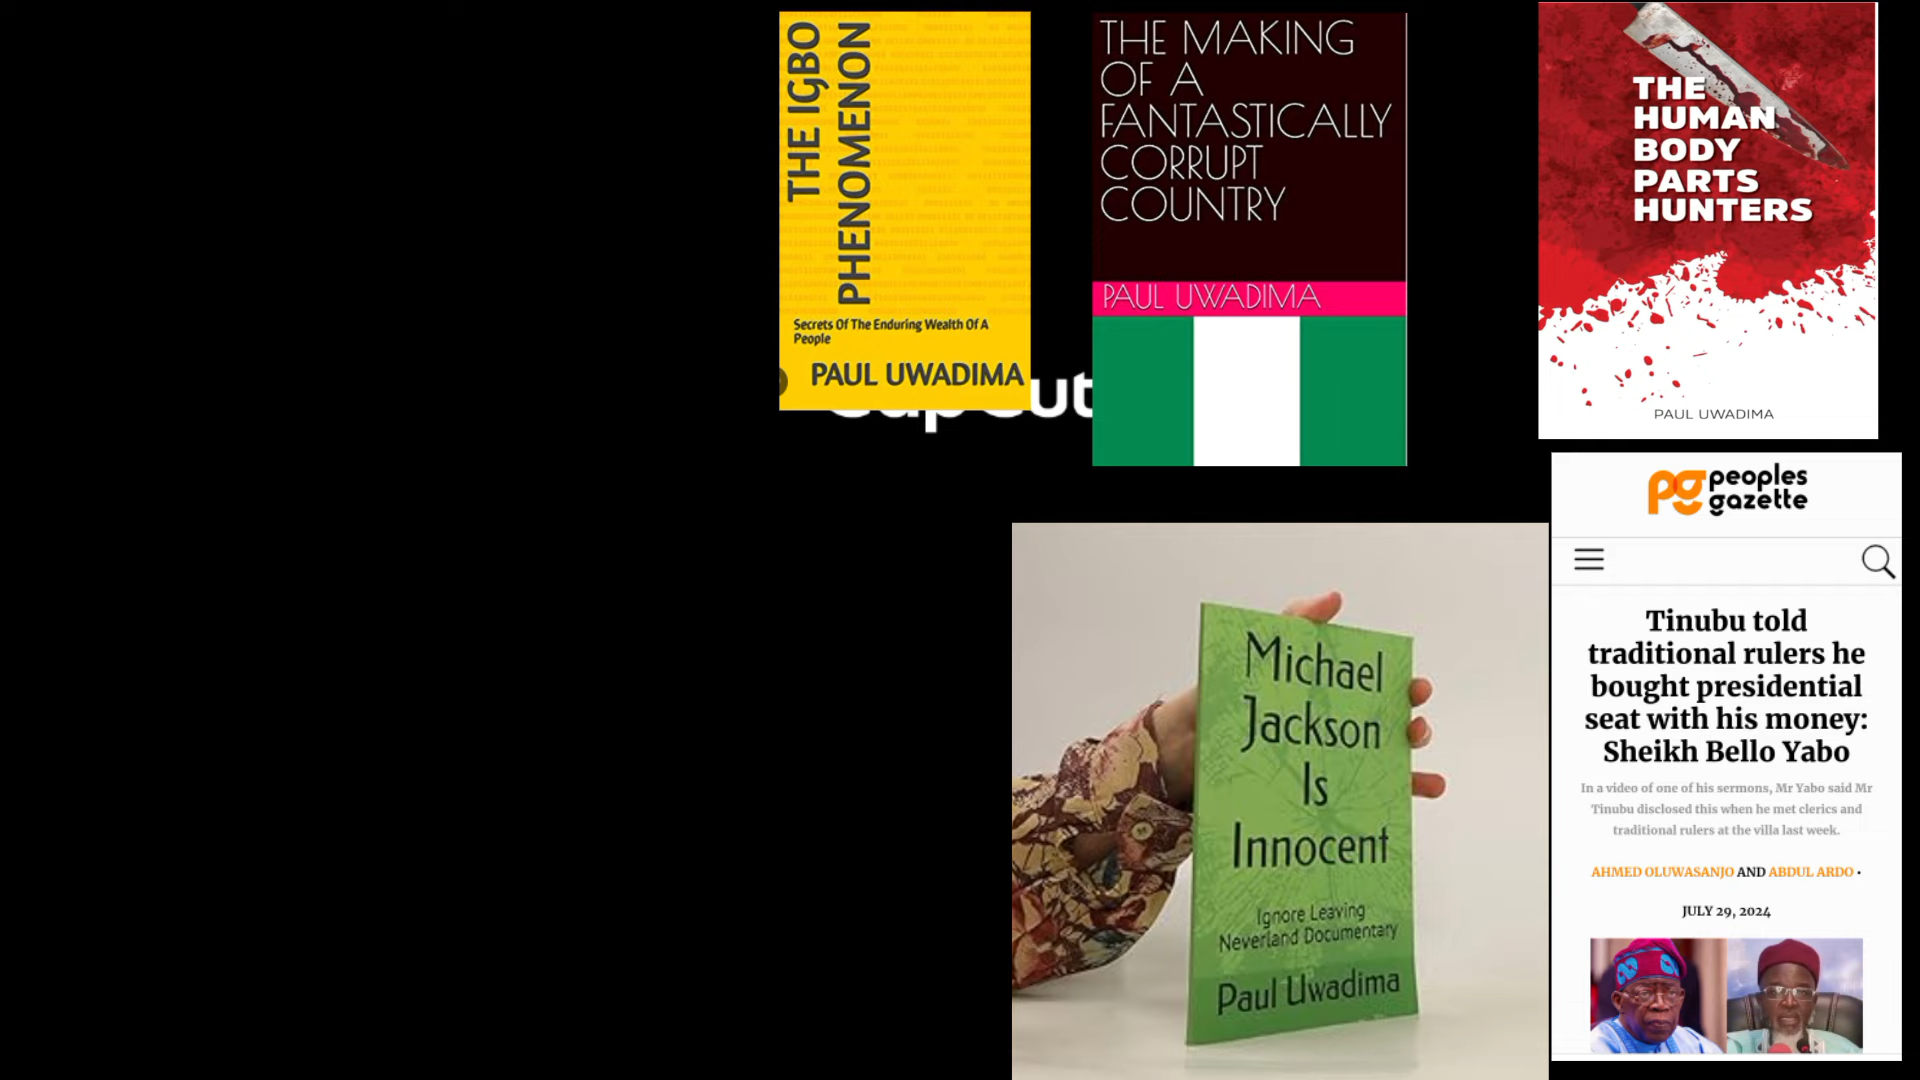 THE IGBO
PHENOMENON
Secrets Of The Enduring Wealth Of A
People
PAUL UWADIMA
THE MAKING
OF A
FANTASTICALLY
CORRUPT
COUNTRY
PAUL UWADIMA
THE
HUMAN
BODY
PARTS
HUNTERS
PAUL UWADIMA
CapCut
Michael
Jackson
Is
Innocent
Ignore Leaving
Neverland Documentary
Paul Uwadima
pg peoples
gazette
Tinubu told
traditional rulers he
bought presidential
seat with his money:
Sheikh Bello Yabo
In a video of one of his sermons, Mr Yabo said Mr
Tinubu disclosed this when he met clerics and
traditional rulers at the villa last week.
AHMED OLUWASANJO AND ABDUL ARDO •
JULY 29, 2024